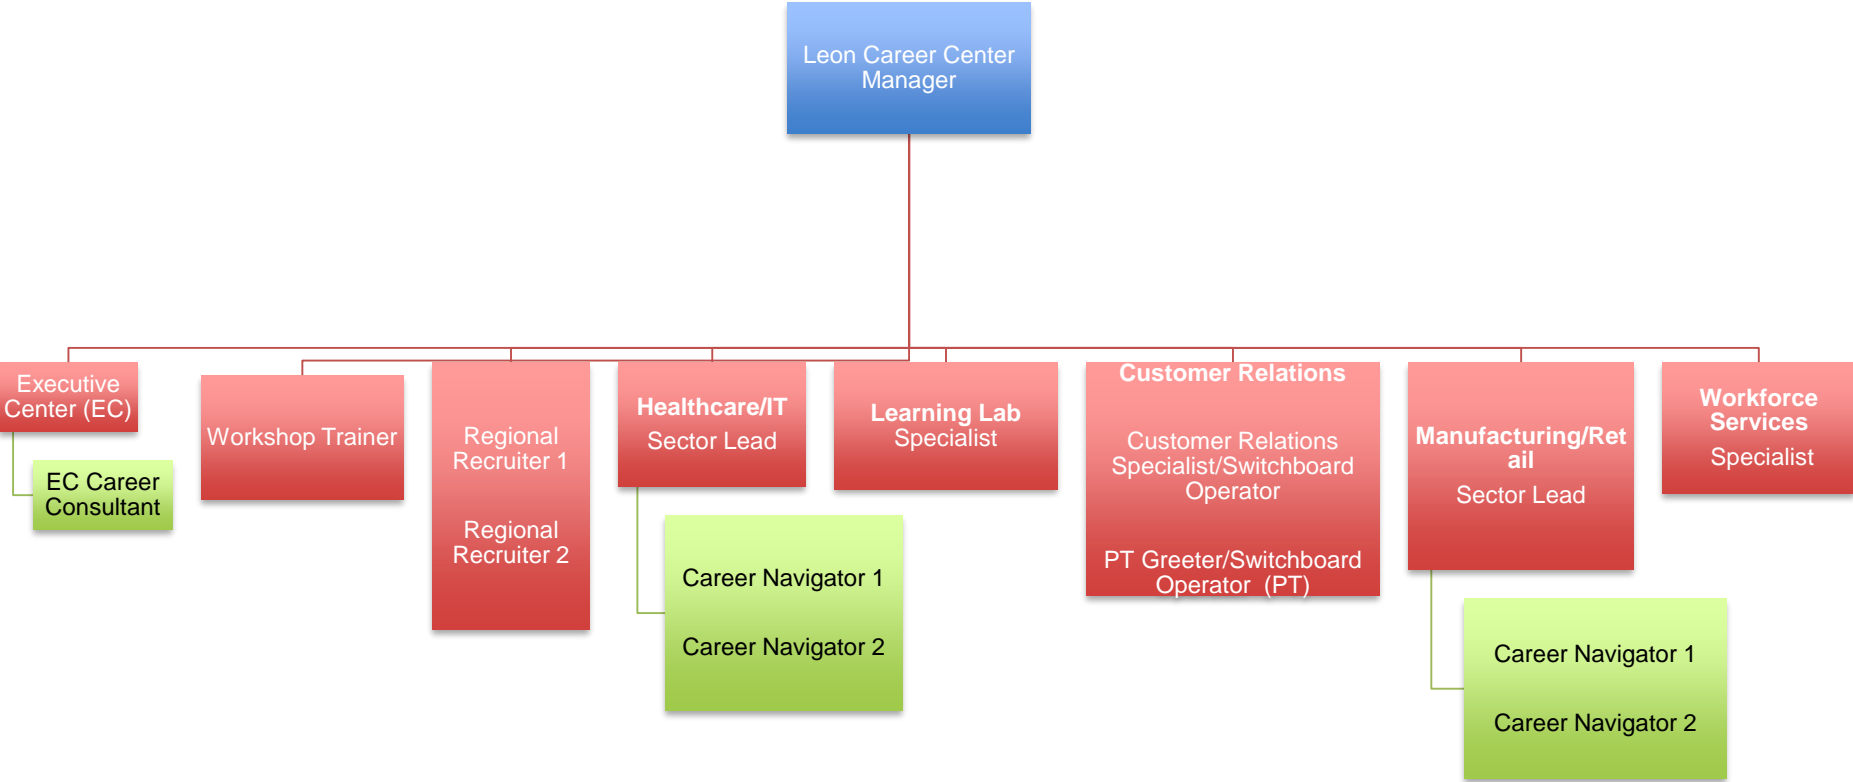 Leon Career Center
Manager
Executive
Center (EC)
EC Career
Consultant
Workshop Trainer
Regional
Recruiter 1
Regional
Recruiter 2
Healthcare/IT
Sector Lead
Career Navigator 1
Career Navigator 2
Learning Lab
Specialist
Customer Relations
Customer Relations
Specialist/Switchboard
Operator
PT Greeter/Switchboard
Operator (PT)
Manufacturing/Ret
ail
Sector Lead
Career Navigator 1
Career Navigator 2
Workforce
Services
Specialist